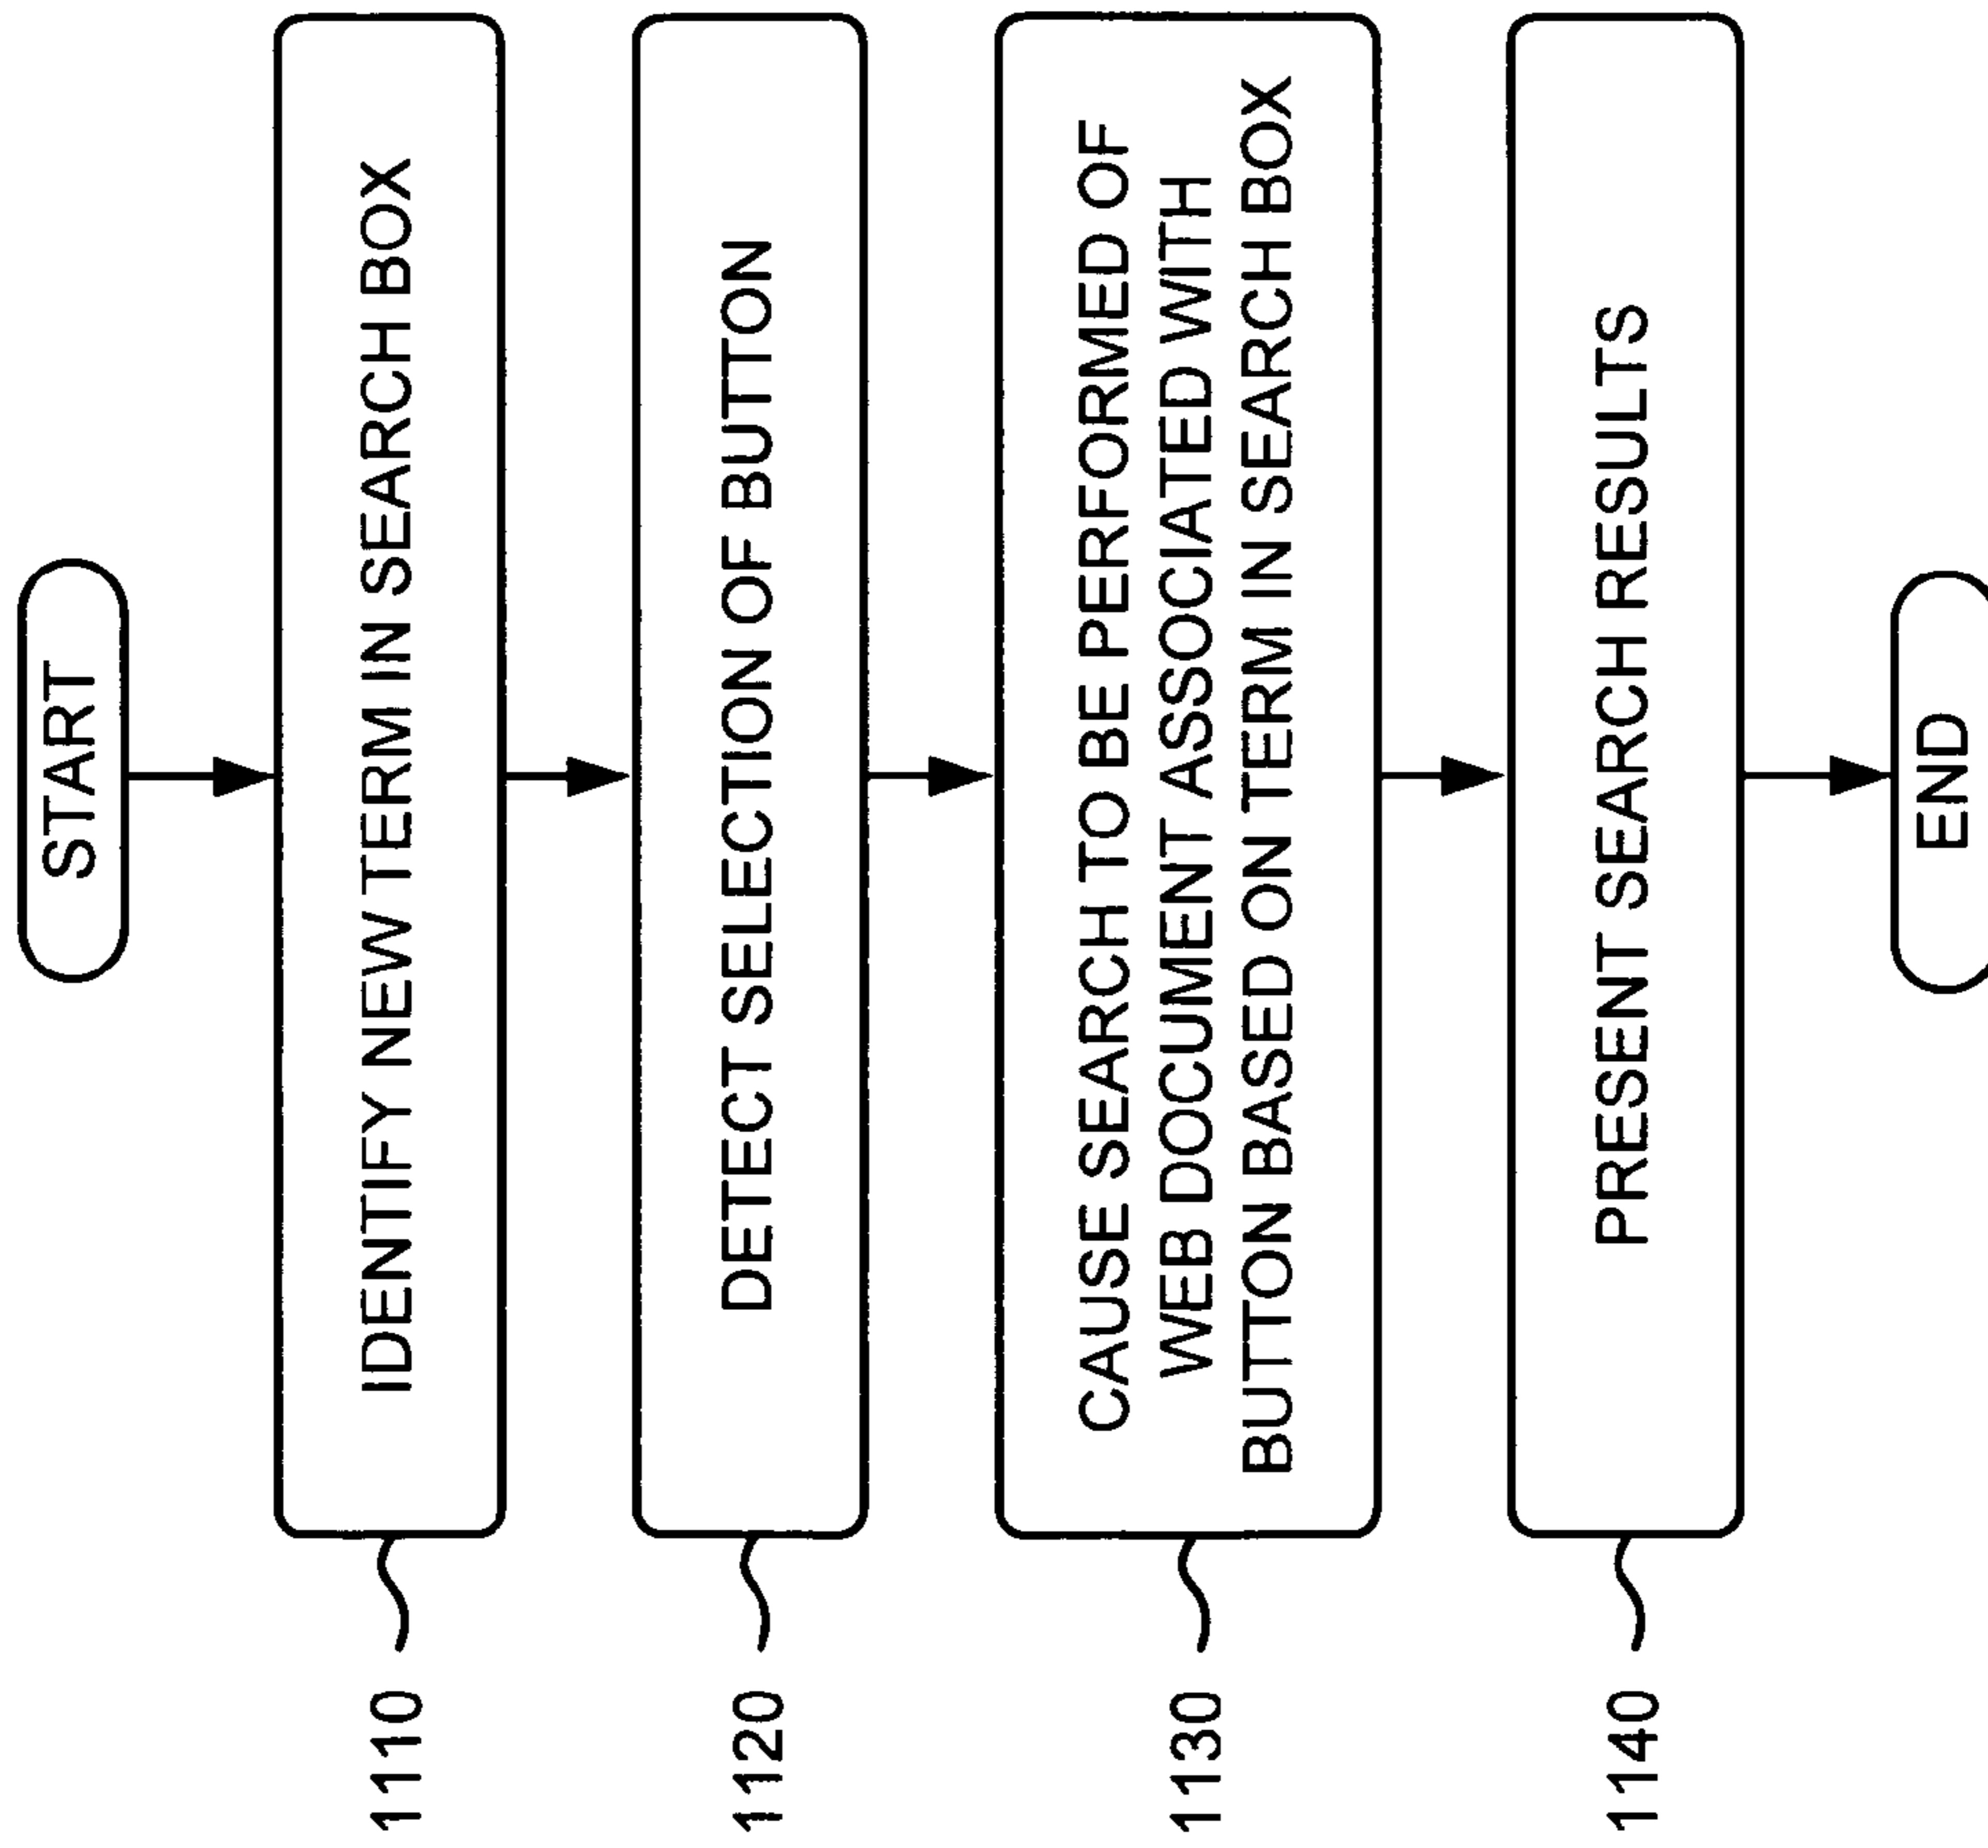 START
1110
IDENTIFY NEW TERM IN SEARCH BOX
1120
DETECT SELECTION OF BUTTON
1130
CAUSE SEARCH TO BE PERFORMED OF
WEB DOCUMENT ASSOCIATED WITH
BUTTON BASED ON TERM IN SEARCH BOX
1140
PRESENT SEARCH RESULTS
END